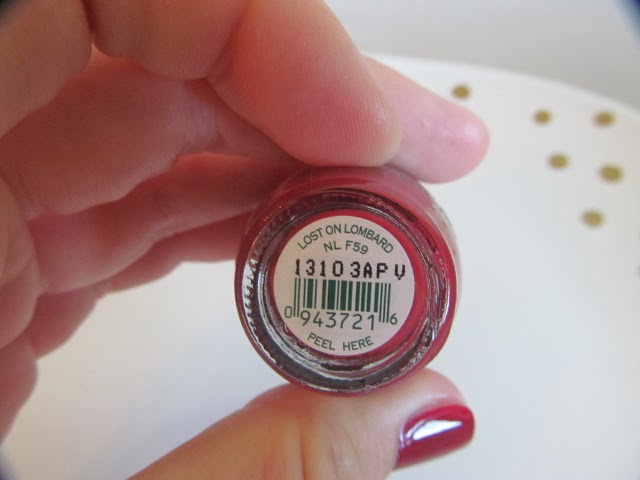 LOST ON LOMBARD
NL F59
13103APV
0 943721 6
PEEL HERE